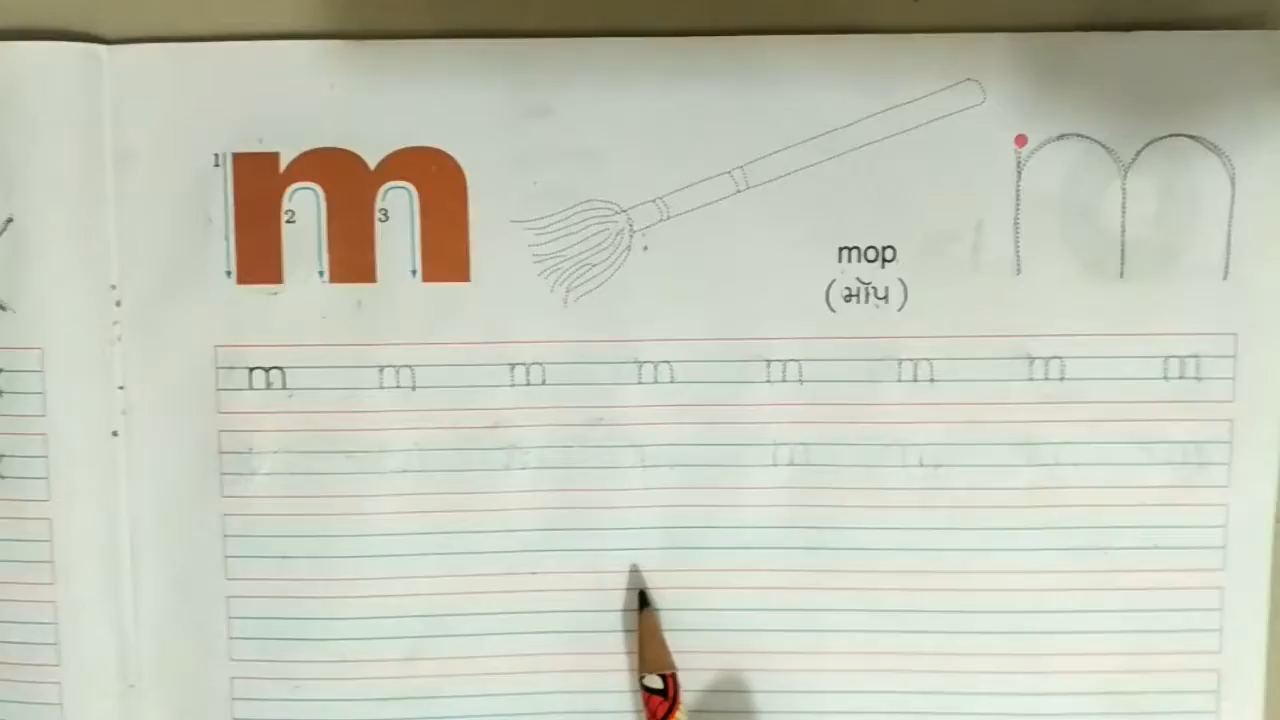 1 2 3 m
m
mop
(મૉપ)
m m m m m m m m